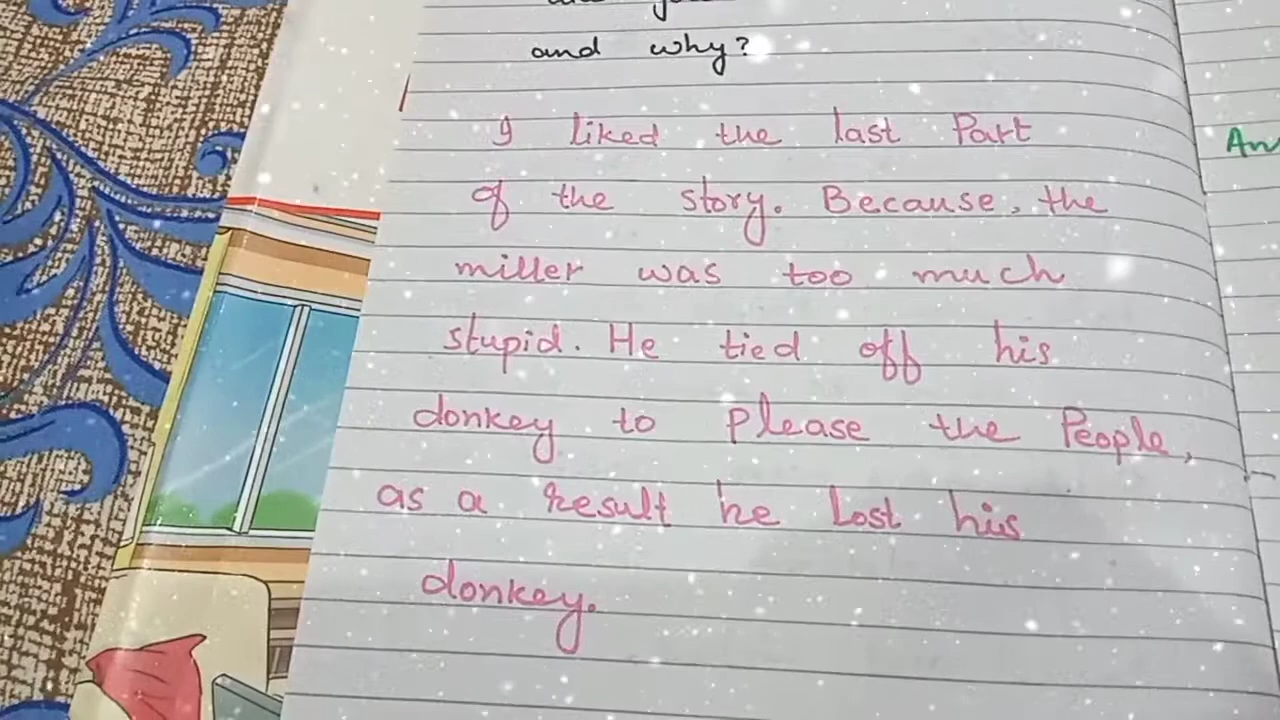 and why?
I liked the last Part
of the story. Because, the
miller was too much
stupid. He tied off his
donkey to please the People,
as a result he lost his
donkey.